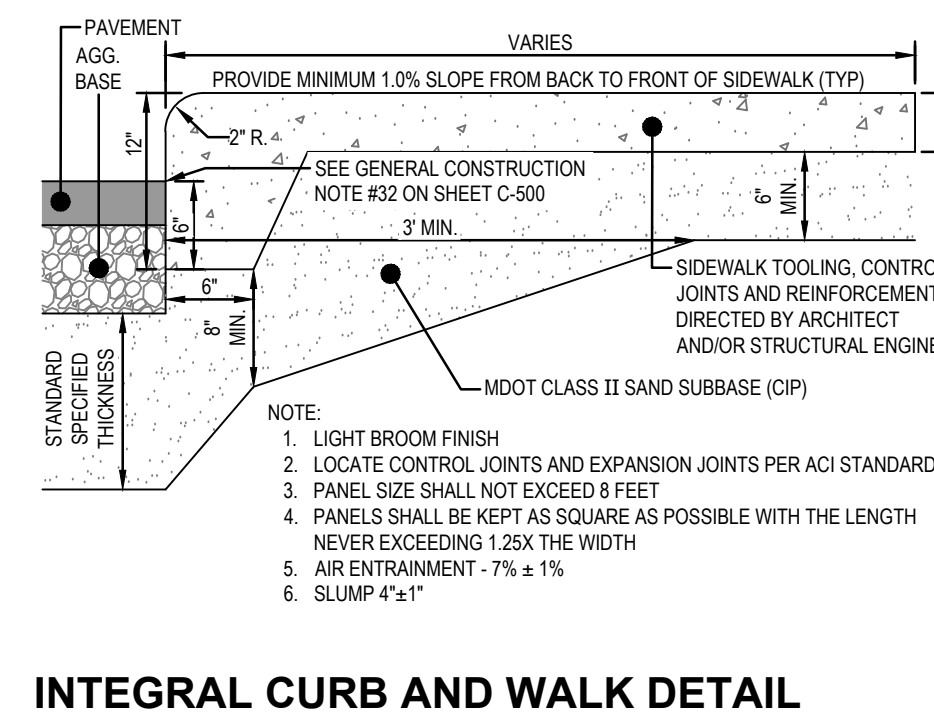 PAVEMENT
AGG.
BASE
VARIES
PROVIDE MINIMUM 1.0% SLOPE FROM BACK TO FRONT OF SIDEWALK (TYP)
12"
2" R.
SEE GENERAL CONSTRUCTION
NOTE #32 ON SHEET C-500
6"
MIN.
6"
3' MIN.
6"
8"
MIN.
SIDEWALK TOOLING, CONTRO
JOINTS AND REINFORCEMENT
DIRECTED BY ARCHITECT
AND/OR STRUCTURAL ENGINE
STANDARD
SPECIFIED
THICKNESS
MDOT CLASS II SAND SUBBASE (CIP)
NOTE:
1. LIGHT BROOM FINISH
2. LOCATE CONTROL JOINTS AND EXPANSION JOINTS PER ACI STANDARD
3. PANEL SIZE SHALL NOT EXCEED 8 FEET
4. PANELS SHALL BE KEPT AS SQUARE AS POSSIBLE WITH THE LENGTH
NEVER EXCEEDING 1.25X THE WIDTH
5. AIR ENTRAINMENT - 7% ± 1%
6. SLUMP 4"±1"
INTEGRAL CURB AND WALK DETAIL